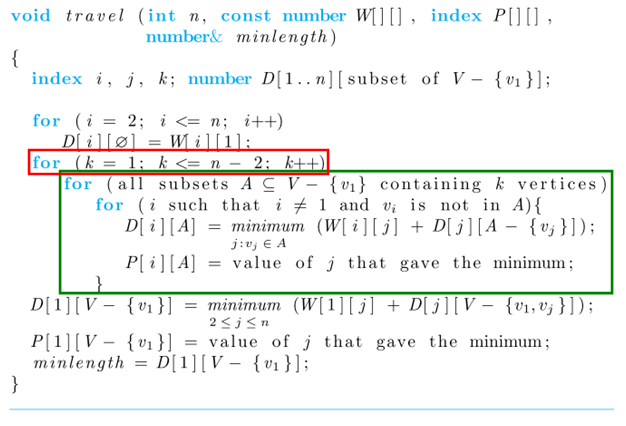 void travel (int n, const number W[][], index P[][],
number& minlength)
{
index i, j, k; number D[1..n][subset of V − {v₁}];
for (i = 2; i <= n; i++)
D[i][∅] = W[i][1];
for (k = 1; k <= n − 2; k++)
for (all subsets A ⊆ V − {v₁} containing k vertices)
for (i such that i ≠ 1 and vᵢ is not in A){
D[i][A] = minimum (W[i][j] + D[j][A − {vⱼ}]);
j:vⱼ ∈ A
P[i][A] = value of j that gave the minimum;
}
D[1][V − {v₁}] = minimum (W[1][j] + D[j][V − {v₁,vⱼ}]);
2 ≤ j ≤ n
P[1][V − {v₁}] = value of j that gave the minimum;
minlength = D[1][V − {v₁}];
}